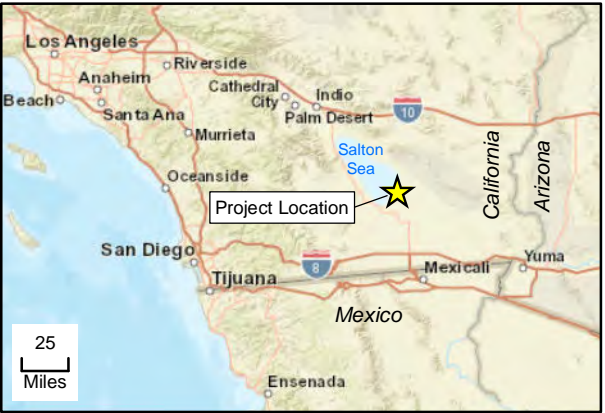 Los Angeles
Riverside
Anaheim
Cathedral
City
Indio
Beach
Santa Ana
Palm Desert
10
Murrieta
Salton
Sea
California
Arizona
Oceanside
Project Location
San Diego
8
Yuma
Tijuana
Mexicali
Mexico
25
Miles
Ensenada